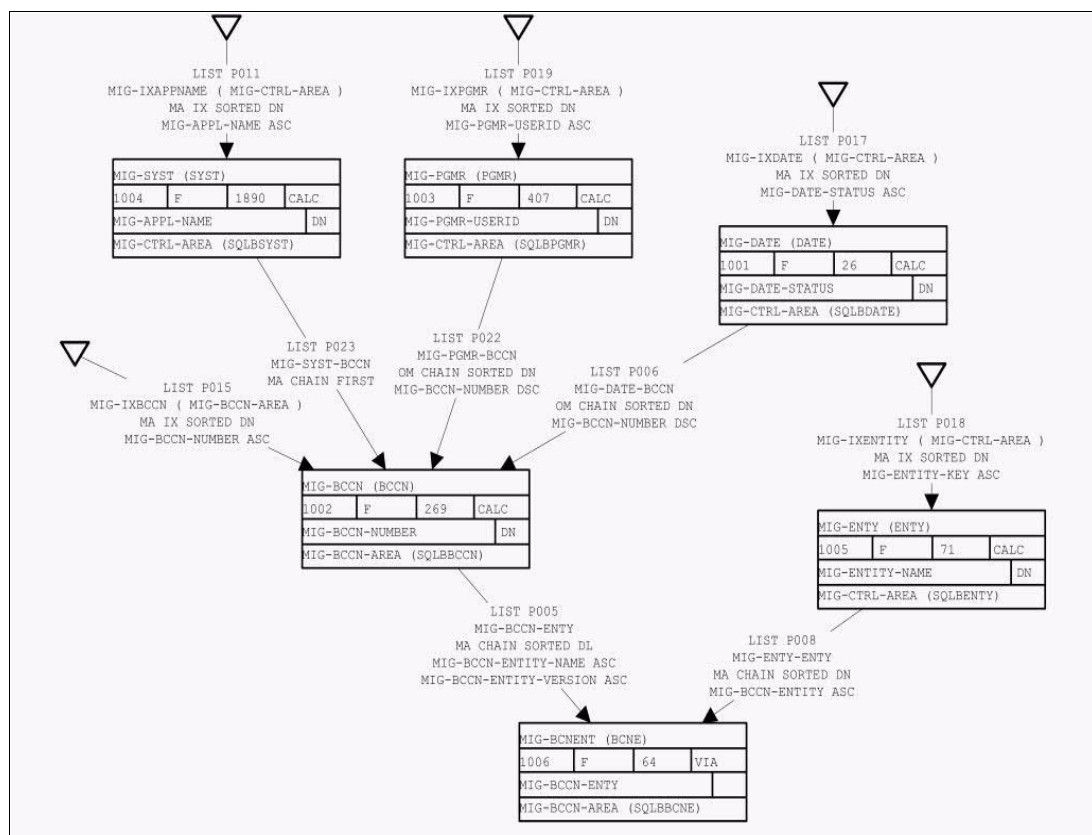 LIST P011
MIG-IXAPPNAME ( MIG-CTRL-AREA )
MA IX SORTED DN
MIG-APPL-NAME ASC
LIST P019
MIG-IXPGMR ( MIG-CTRL-AREA )
MA IX SORTED DN
MIG-PGMR-USERID ASC
LIST P017
MIG-IXDATE ( MIG-CTRL-AREA )
MA IX SORTED DN
MIG-DATE-STATUS ASC
MIG-SYST (SYST)
1004 F 1890 CALC
MIG-APPL-NAME DN
MIG-CTRL-AREA (SQLBSYST)
MIG-PGMR (PGMR)
1003 F 407 CALC
MIG-PGMR-USERID DN
MIG-CTRL-AREA (SQLBPGMR)
MIG-DATE (DATE)
1001 F 26 CALC
MIG-DATE-STATUS DN
MIG-CTRL-AREA (SQLBDATE)
LIST P015
MIG-IXBCCN ( MIG-BCCN-AREA )
MA IX SORTED DN
MIG-BCCN-NUMBER ASC
LIST P023
MIG-SYST-BCCN
MA CHAIN FIRST
LIST P022
MIG-PGMR-BCCN
OM CHAIN SORTED DN
MIG-BCCN-NUMBER DSC
LIST P006
MIG-DATE-BCCN
OM CHAIN SORTED DN
MIG-BCCN-NUMBER DSC
LIST P018
MIG-IXENTITY ( MIG-CTRL-AREA )
MA IX SORTED DN
MIG-ENTITY-KEY ASC
MIG-BCCN (BCCN)
1002 F 269 CALC
MIG-BCCN-NUMBER DN
MIG-BCCN-AREA (SQLBBCCN)
MIG-ENTY (ENTY)
1005 F 71 CALC
MIG-ENTITY-NAME DN
MIG-CTRL-AREA (SQLBENTY)
LIST P005
MIG-BCCN-ENTY
MA CHAIN SORTED DL
MIG-BCCN-ENTITY-NAME ASC
MIG-BCCN-ENTITY-VERSION ASC
LIST P008
MIG-ENTY-ENTY
MA CHAIN SORTED DN
MIG-BCCN-ENTITY ASC
MIG-BCNENT (BCNE)
1006 F 64 VIA
MIG-BCCN-ENTY
MIG-BCCN-AREA (SQLBBCNE)